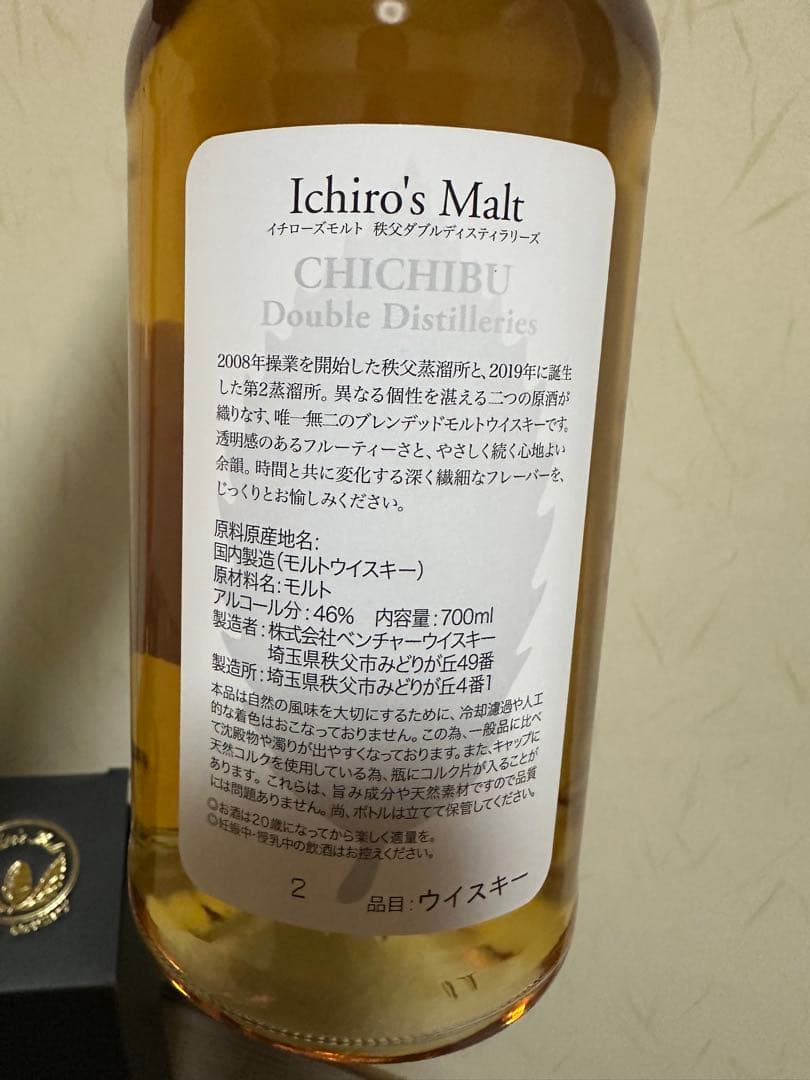 Ichiro's Malt
イチローズモルト 秩父ダブルディスティラリーズ
CHICHIBU
Double Distilleries
2008年操業を開始した秩父蒸溜所と、2019年に誕生
した第2蒸溜所。異なる個性を湛える二つの原酒が
織りなす、唯一無二のブレンデッドモルトウイスキーです。
透明感のあるフルーティーさと、やさしく続く心地よい
余韻。時間と共に変化する深く繊細なフレーバーを、
じっくりとお愉しみください。
原料原産地名:
国内製造(モルトウイスキー)
原材料名:モルト
アルコール分:46% 内容量:700ml
製造者:株式会社ベンチャーウイスキー
埼玉県秩父市みどりが丘49番
製造所:埼玉県秩父市みどりが丘4番1
本品は自然の風味を大切にするために、冷却濾過や人工
的な着色はおこなっておりません。この為、一般品に比べ
て沈殿物や濁りが出やすくなっております。また、キャップに
天然コルクを使用している為、瓶にコルク片が入ることが
あります。これらは、旨み成分や天然素材ですので品質
には問題ありません。尚、ボトルは立てて保管してください。
◎お酒は20歳になってから楽しく適量を。
◎妊娠中・授乳中の飲酒はお控えください。
2 品目:ウイスキー